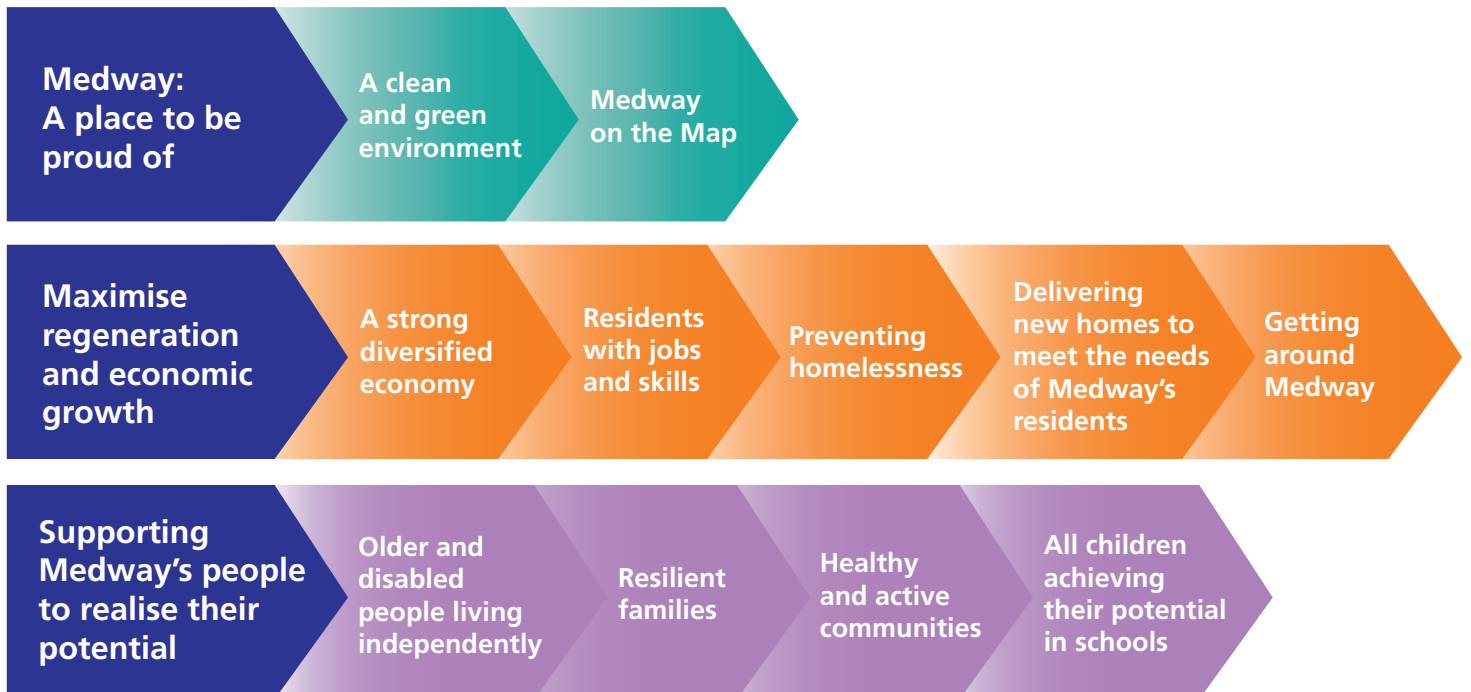 Medway:
A place to be
proud of
A clean
and green
environment
Medway
on the Map
Maximise
regeneration
and economic
growth
A strong
diversified
economy
Residents
with jobs
and skills
Preventing
homelessness
Delivering
new homes to
meet the needs
of Medway’s
residents
Getting
around
Medway
Supporting
Medway’s people
to realise their
potential
Older and
disabled
people living
independently
Resilient
families
Healthy
and active
communities
All children
achieving
their potential
in schools